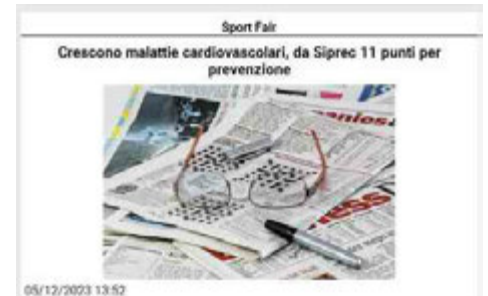 Sport Fair
Crescono malattie cardiovascolari, da Siprec 11 punti per
prevenzione
05/12/2023 13:52